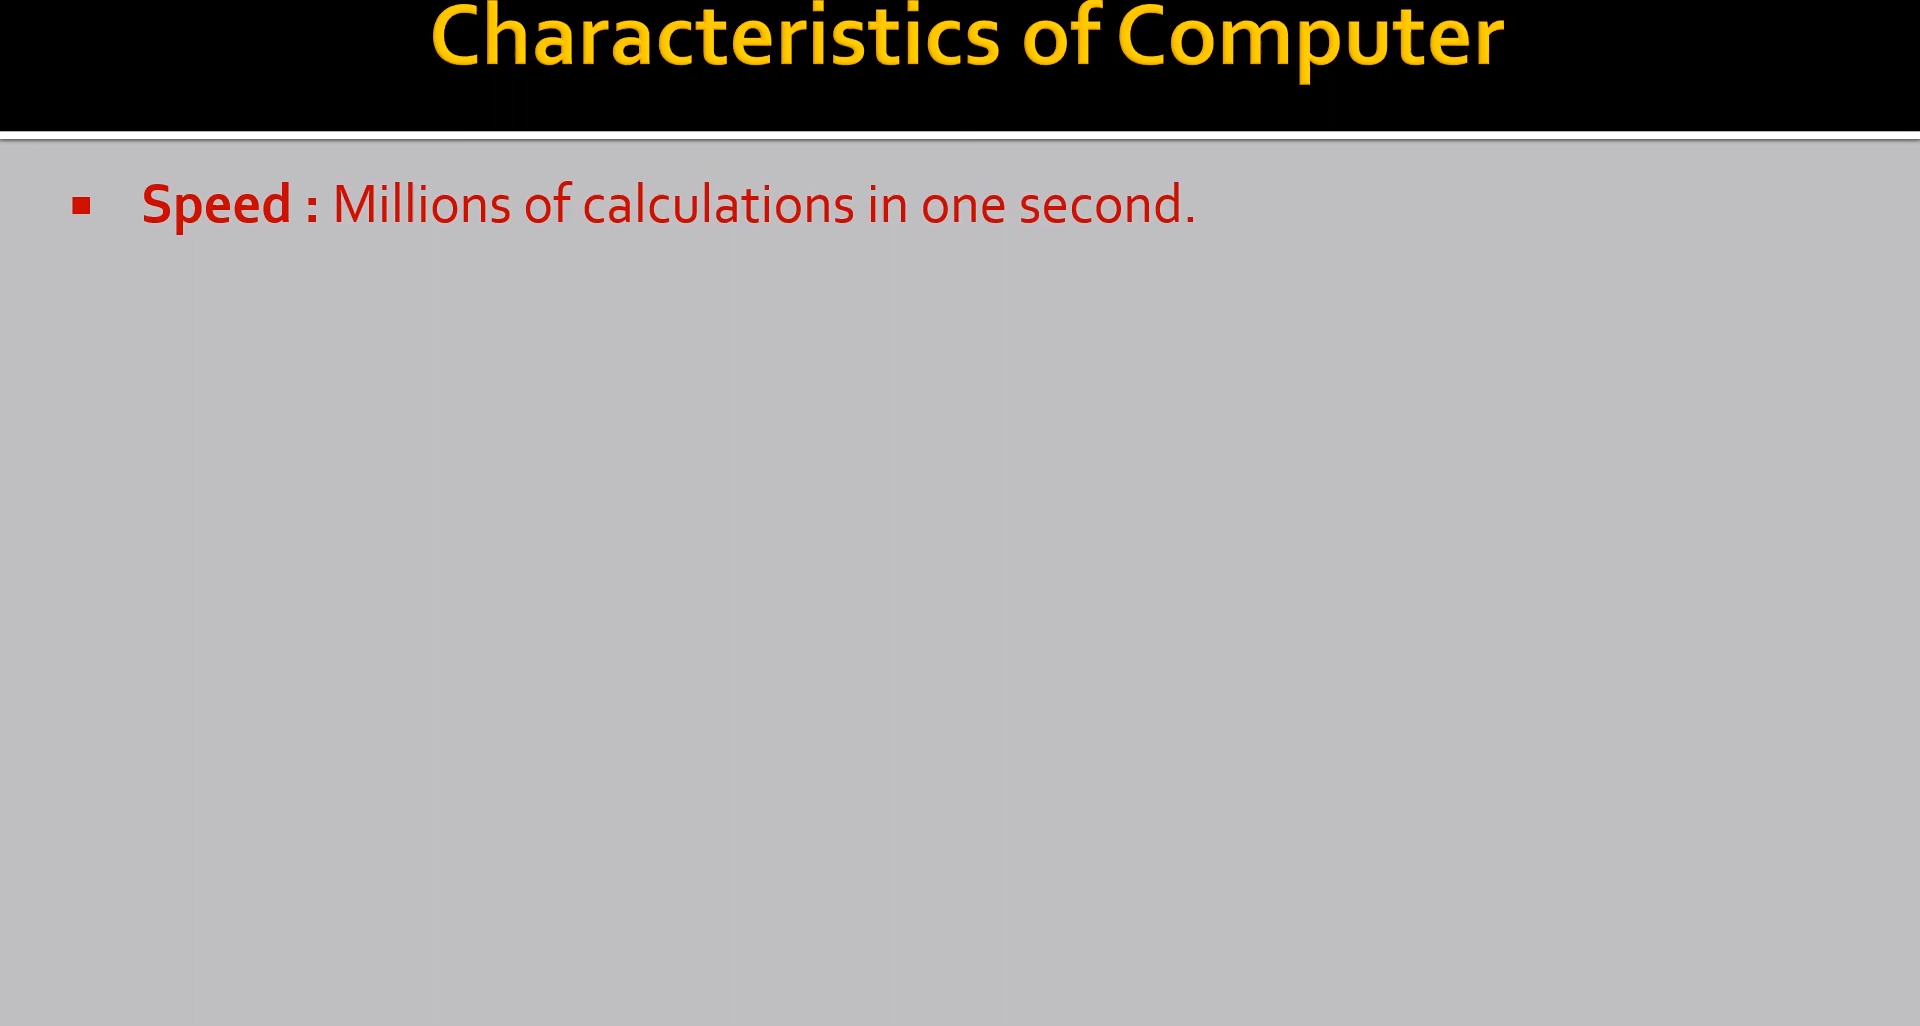 Characteristics of Computer
▪ Speed : Millions of calculations in one second.